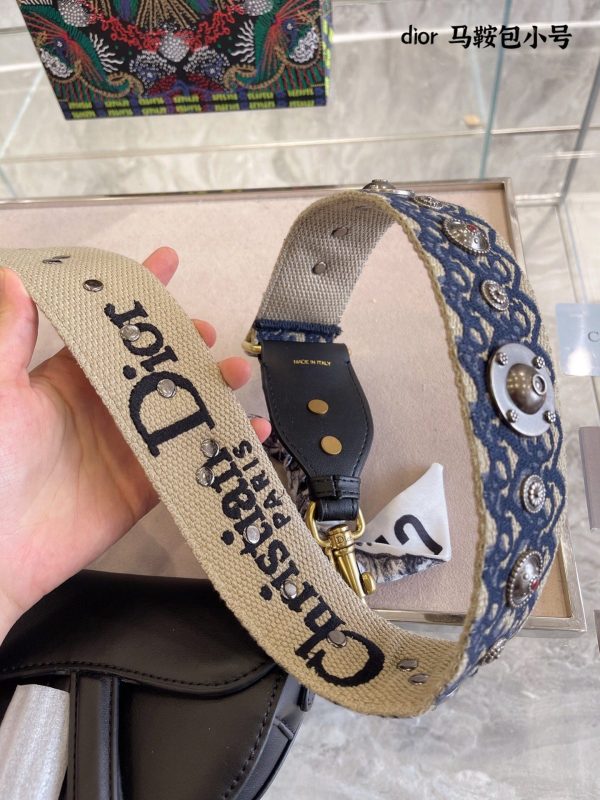 dior 马鞍包小号
MADE IN ITALY
Christian Dior
PARIS